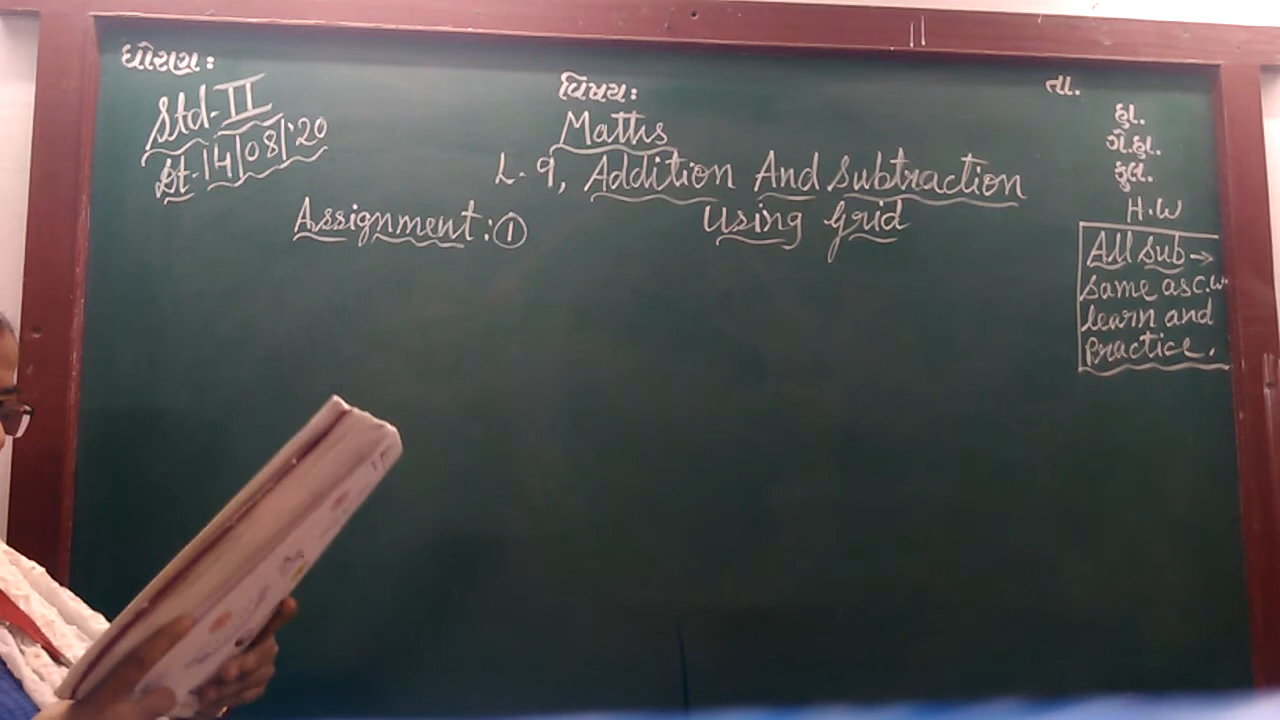 ધોરણ:
Std-II
Dt-14/08/'20
વિષય:
Maths
L-9, Addition And Subtraction
Using Grid
Assignment:①
તા.
હા.
ગે.હા.
કુલ.
H.W
All sub→
same as c.w.
learn and
practice.